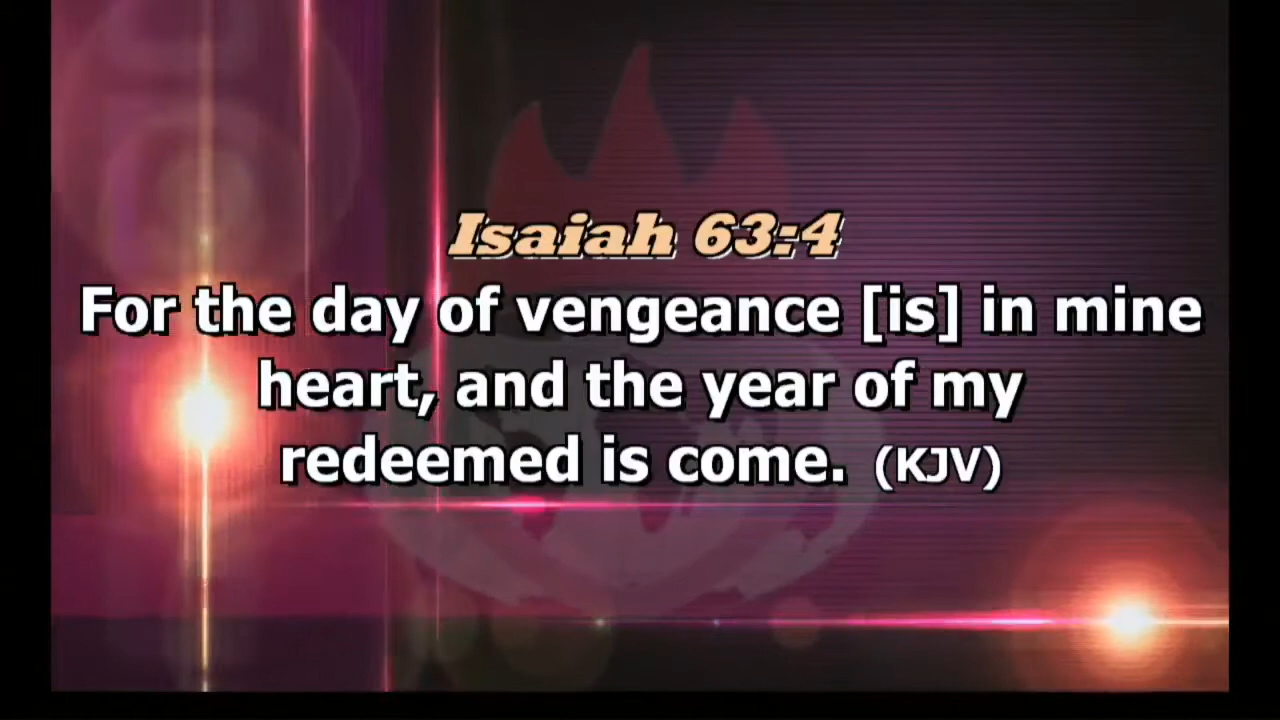 Isaiah 63:4
For the day of vengeance [is] in mine
heart, and the year of my
redeemed is come. (KJV)